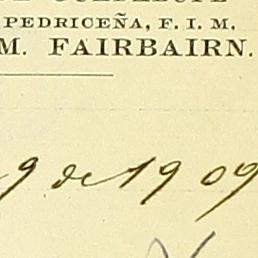 PEDRICEÑA, F. I. M.
M. FAIRBAIRN.
9 de 1909